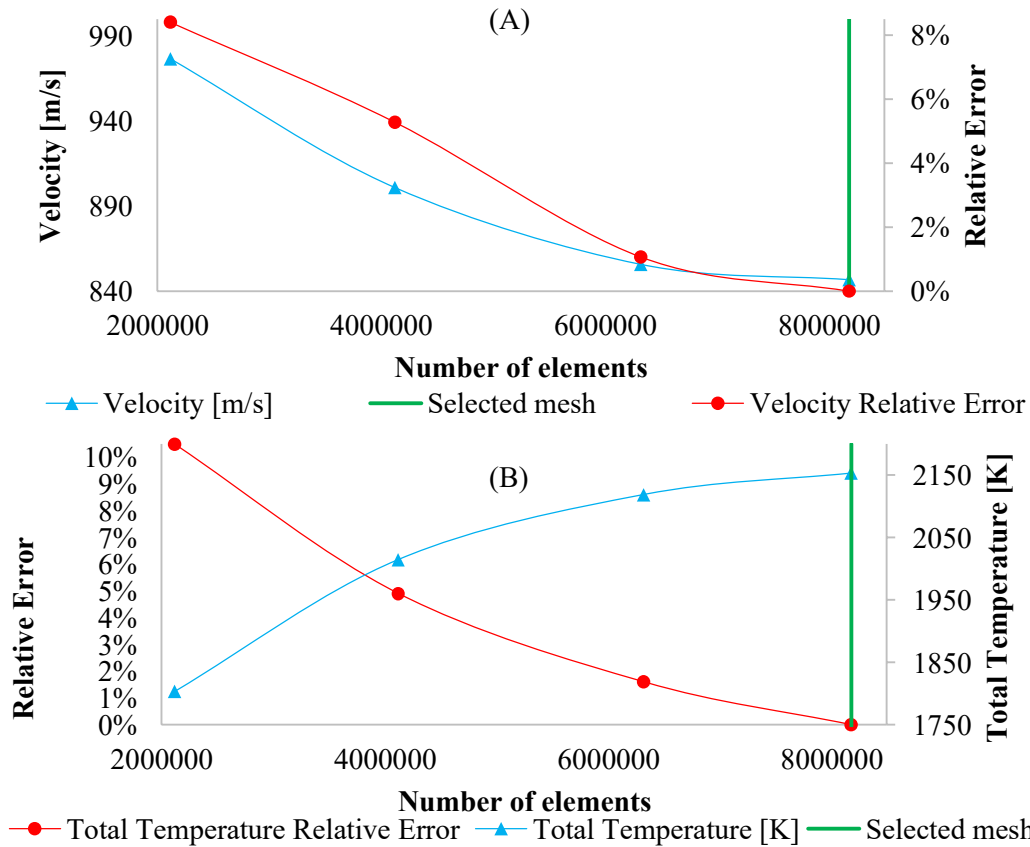 (A)
Velocity [m/s]
990
940
890
840
8%
6%
4%
2%
0%
Relative Error
2000000 4000000 6000000 8000000
Number of elements
Velocity [m/s] Selected mesh Velocity Relative Error
(B)
Relative Error
10%
9%
8%
7%
6%
5%
4%
3%
2%
1%
0%
2150
2050
1950
1850
1750
Total Temperature [K]
2000000 4000000 6000000 8000000
Number of elements
Total Temperature Relative Error Total Temperature [K] Selected mesh